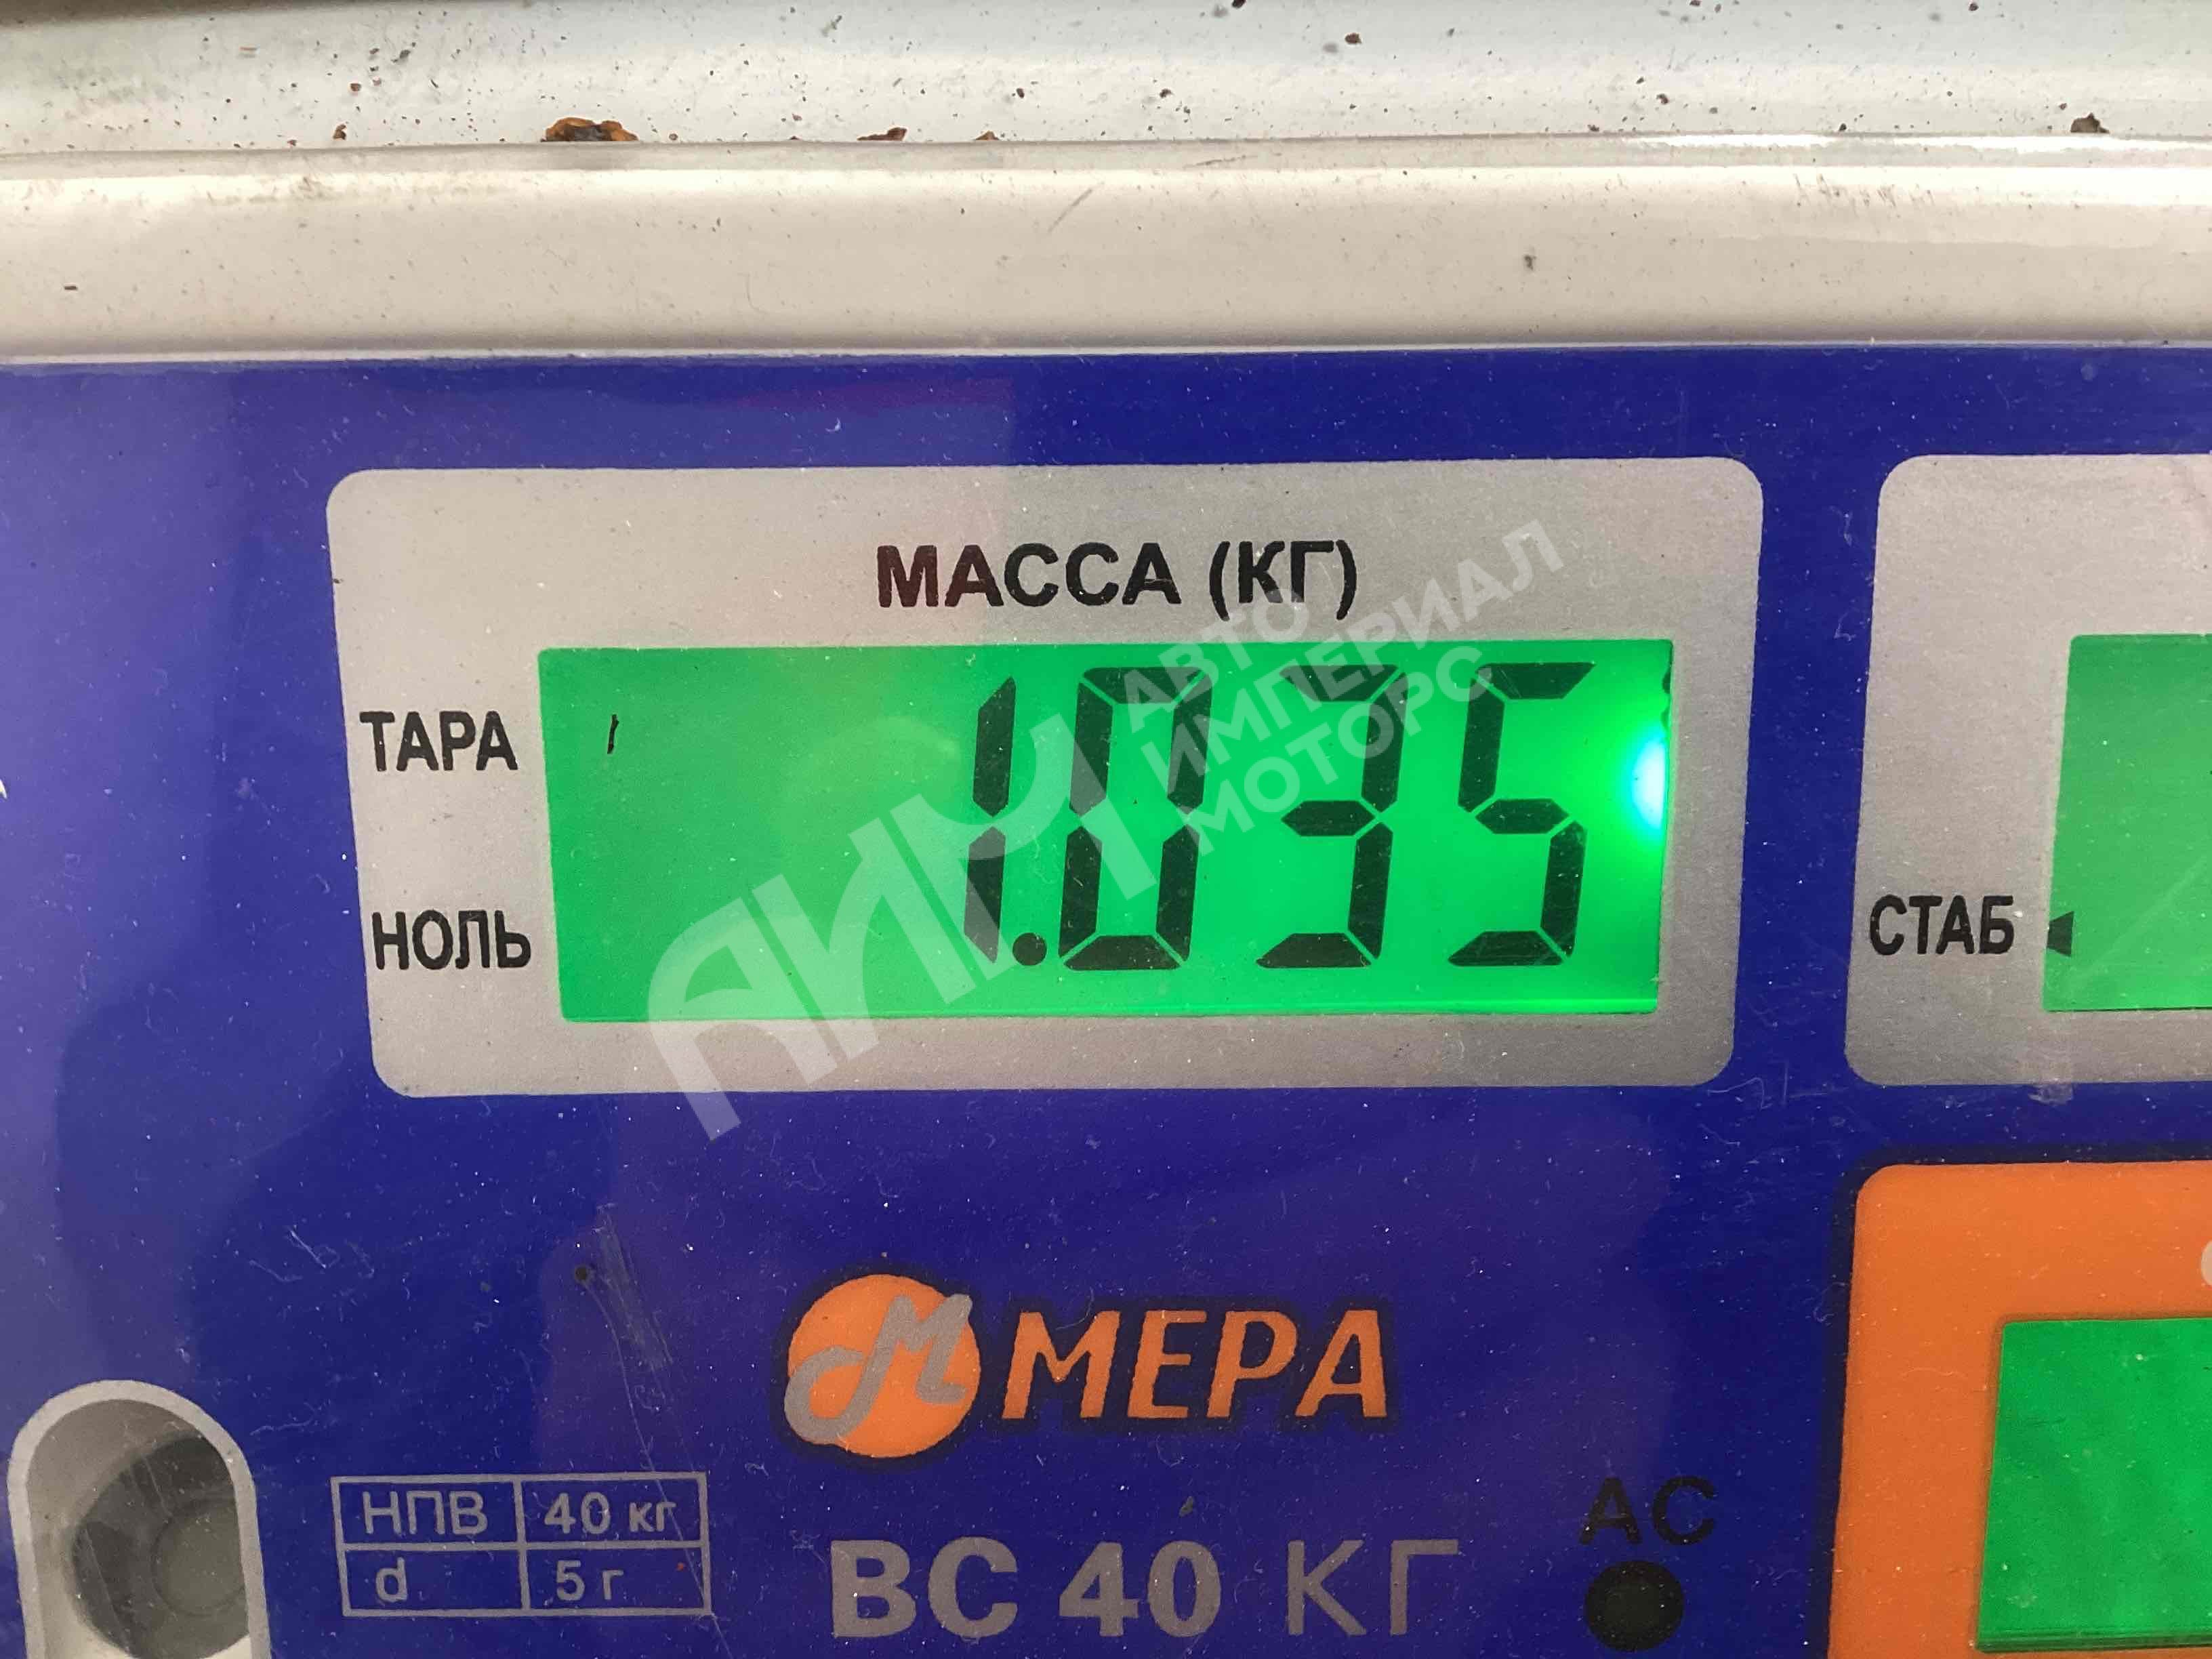 МАССА (КГ)
ТАРА
1.035
НОЛЬ
СТАБ
АИМ
АВТО
ИМПЕРИАЛ
МОТОРС
МЕРА
НПВ 40 кг
d 5 г
ВС 40 КГ
АС